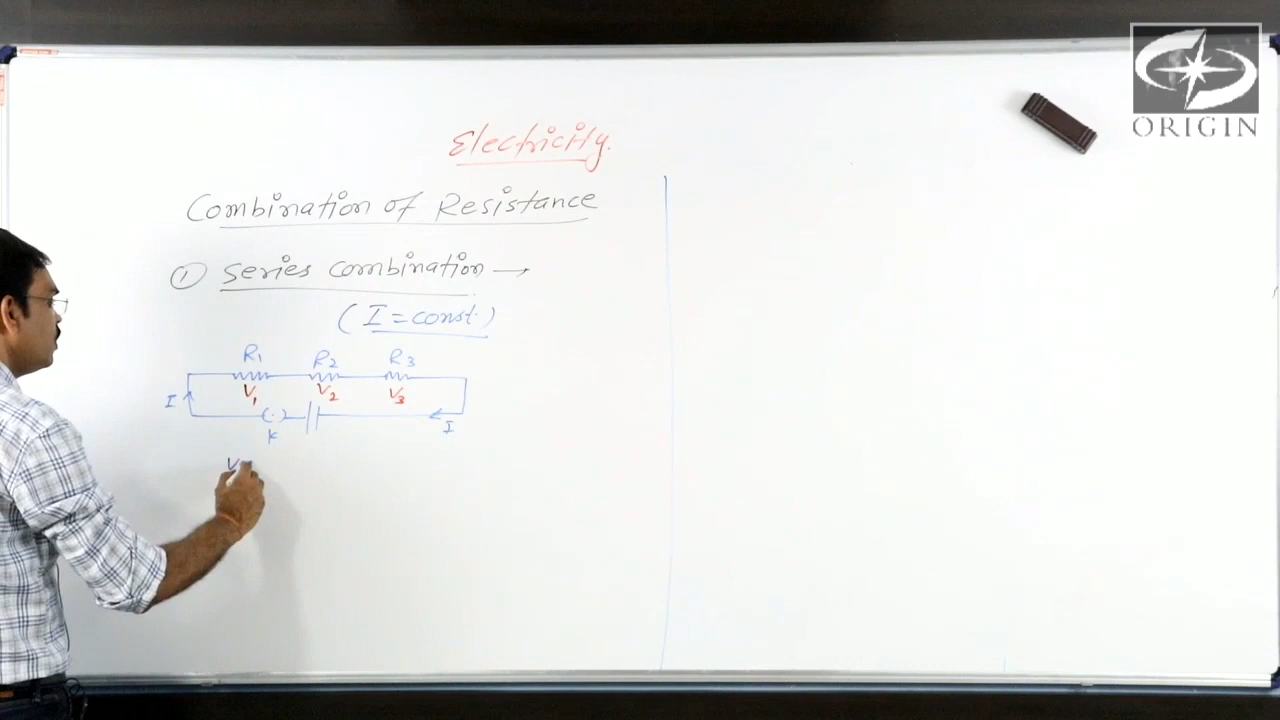 ORIGIN
Electricity.
Combination of Resistance
① Series Combination →
(I = const.)
R1 R2 R3
V1 V2 V3
I
I
K
V